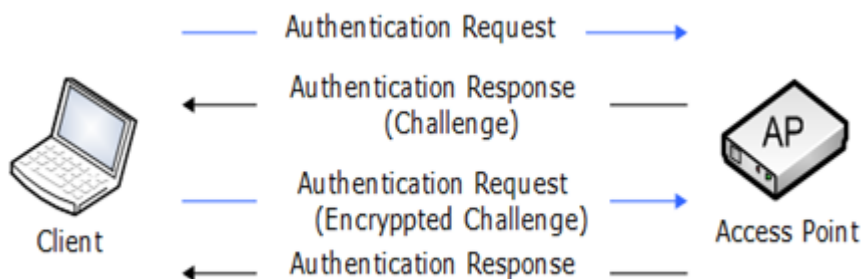 Authentication Request
Authentication Response
(Challenge)
AP
Authentication Request
(Encryppted Challenge)
Client
Access Point
Authentication Response